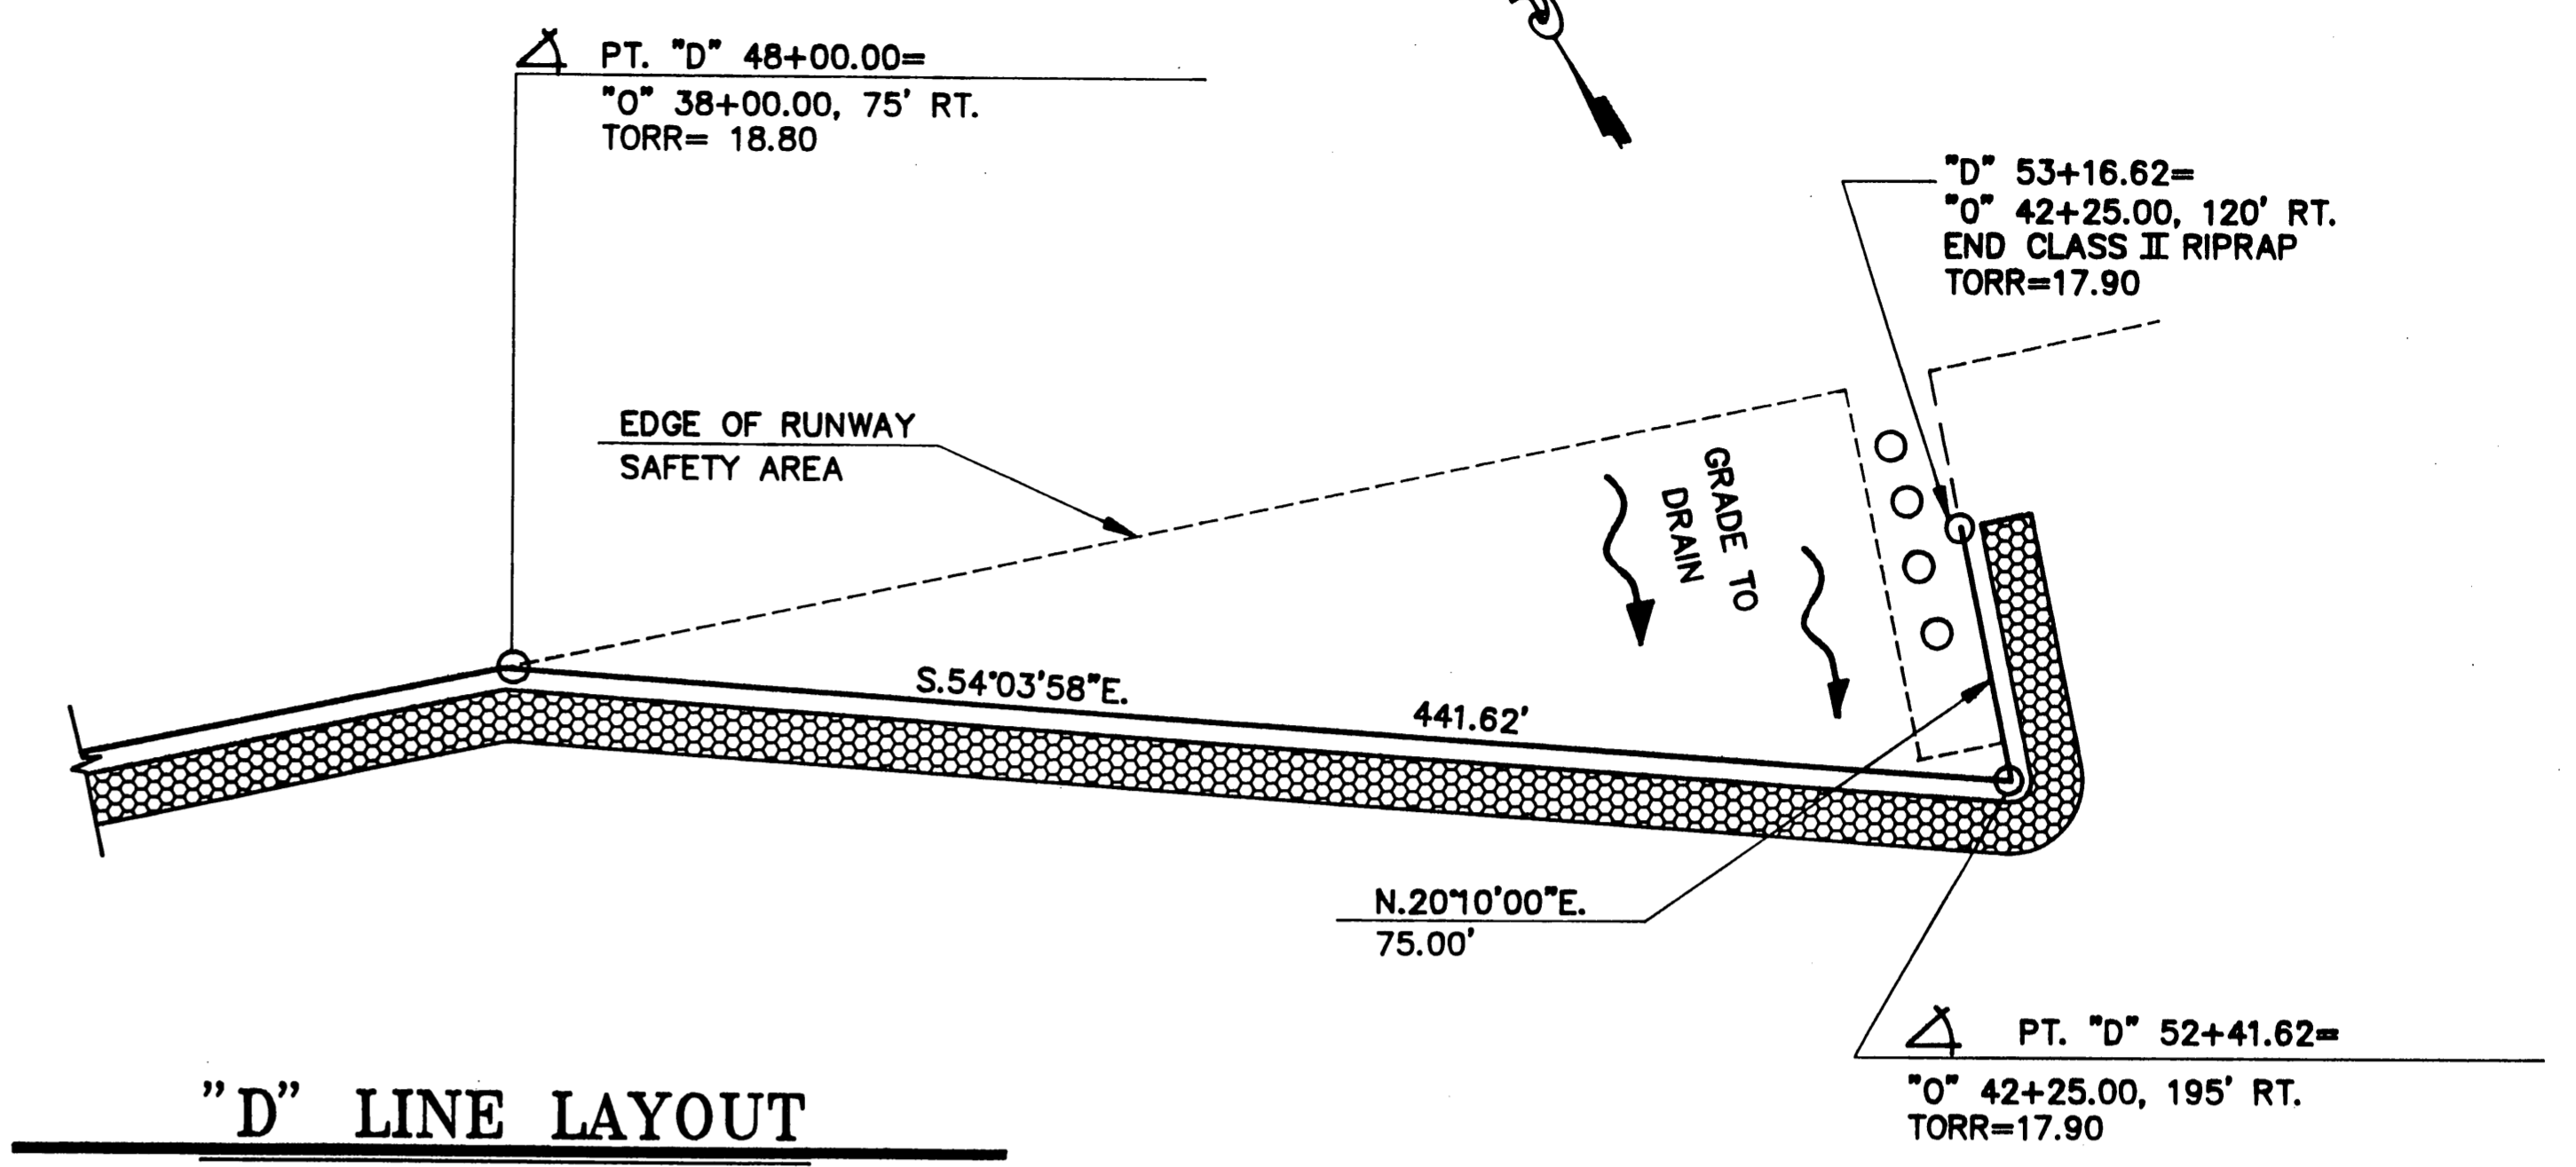 PT. "D" 48+00.00=
"O" 38+00.00, 75' RT.
TORR= 18.80
"D" 53+16.62=
"O" 42+25.00, 120' RT.
END CLASS II RIPRAP
TORR=17.90
EDGE OF RUNWAY
SAFETY AREA
GRADE TO
DRAIN
S.54°03'58"E.
441.62'
N.20°10'00"E.
75.00'
PT. "D" 52+41.62=
"O" 42+25.00, 195' RT.
TORR=17.90
"D" LINE LAYOUT